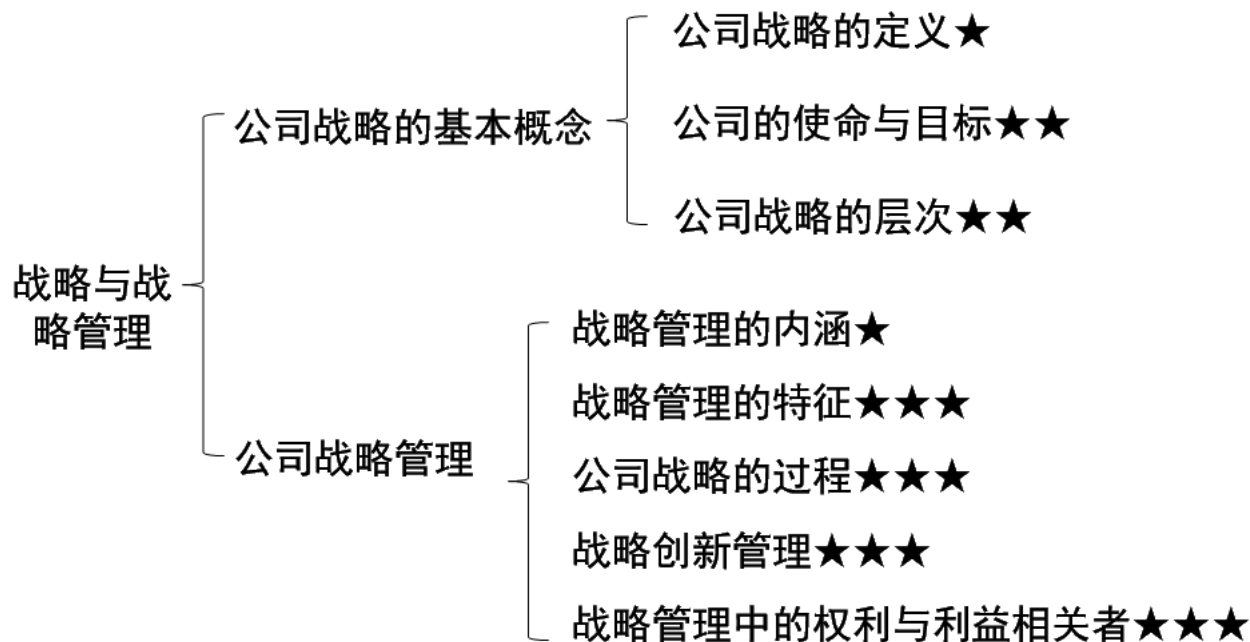 战略与战
略管理
公司战略的基本概念
公司战略的定义★
公司的使命与目标★★
公司战略的层次★★
公司战略管理
战略管理的内涵★
战略管理的特征★★★
公司战略的过程★★★
战略创新管理★★★
战略管理中的权利与利益相关者★★★